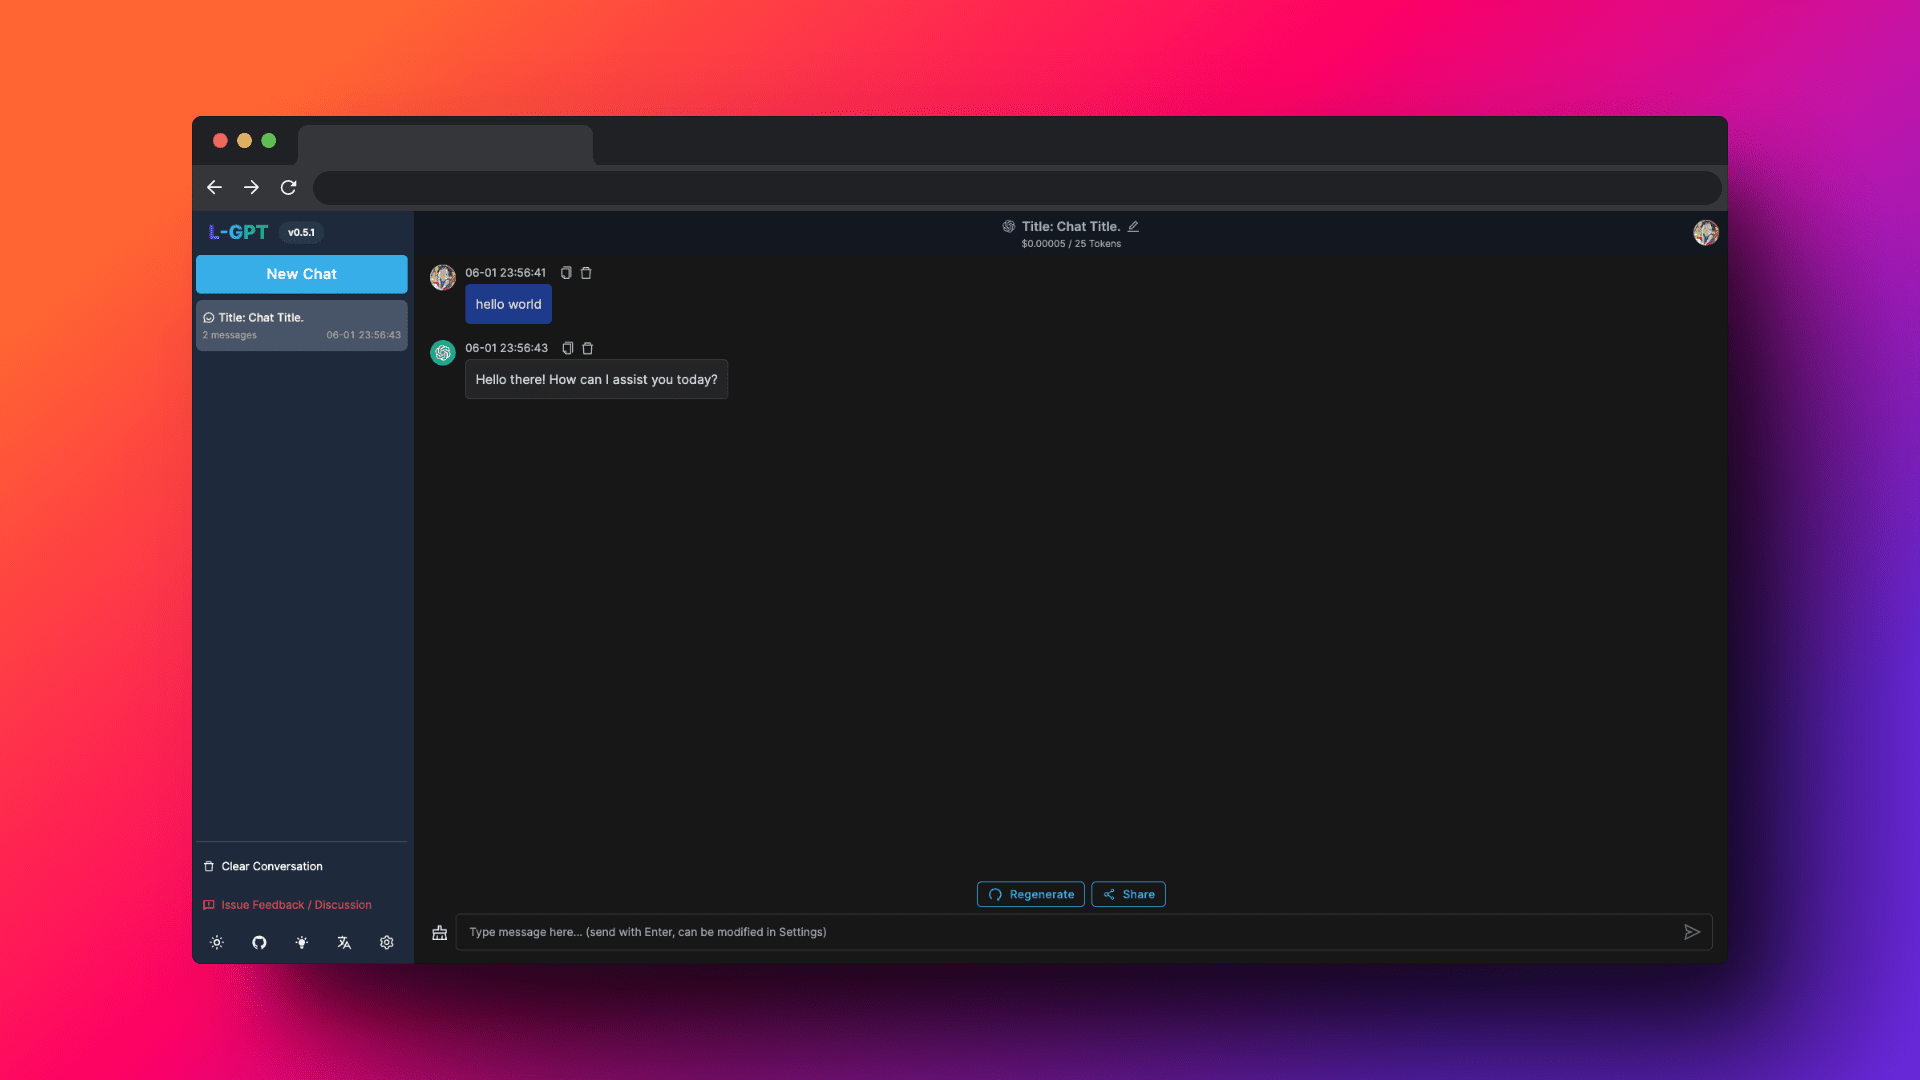 L-GPT v0.5.1
New Chat
Title: Chat Title.
2 messages 06-01 23:56:43
Clear Conversation
Issue Feedback / Discussion
Title: Chat Title.
$0.00005 / 25 Tokens
06-01 23:56:41
hello world
06-01 23:56:43
Hello there! How can I assist you today?
Regenerate Share
Type message here... (send with Enter, can be modified in Settings)